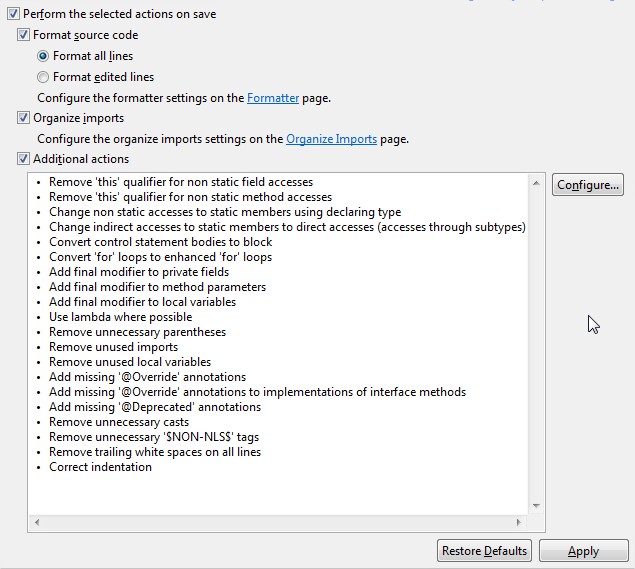 Perform the selected actions on save
Format source code
Format all lines
Format edited lines
Configure the formatter settings on the Formatter page.
Organize imports
Configure the organize imports settings on the Organize Imports page.
Additional actions
• Remove 'this' qualifier for non static field accesses
• Remove 'this' qualifier for non static method accesses
• Change non static accesses to static members using declaring type
• Change indirect accesses to static members to direct accesses (accesses through subtypes)
• Convert control statement bodies to block
• Convert 'for' loops to enhanced 'for' loops
• Add final modifier to private fields
• Add final modifier to method parameters
• Add final modifier to local variables
• Use lambda where possible
• Remove unnecessary parentheses
• Remove unused imports
• Remove unused local variables
• Add missing '@Override' annotations
• Add missing '@Override' annotations to implementations of interface methods
• Add missing '@Deprecated' annotations
• Remove unnecessary casts
• Remove unnecessary '$NON-NLS$' tags
• Remove trailing white spaces on all lines
• Correct indentation
Configure...
Restore Defaults
Apply